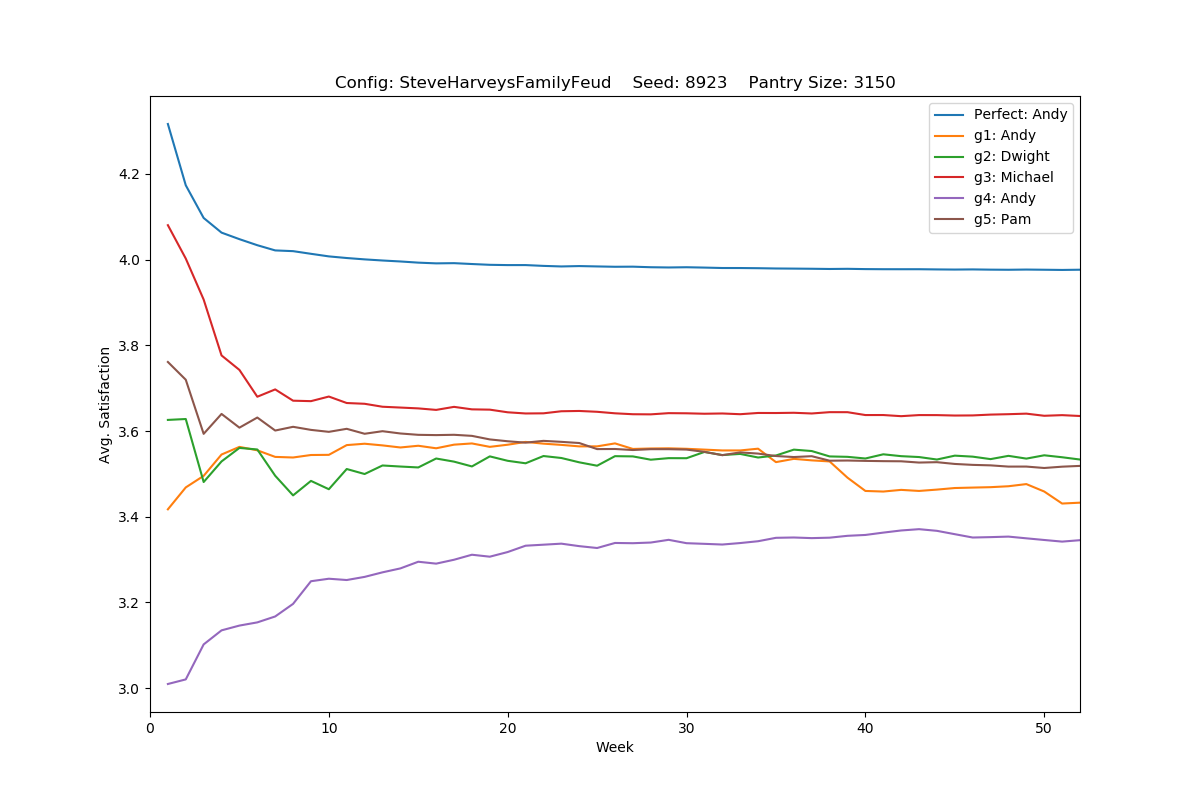 Config: SteveHarveysFamilyFeud    Seed: 8923    Pantry Size: 3150
Perfect: Andy
g1: Andy
g2: Dwight
g3: Michael
g4: Andy
g5: Pam
4.2
4.0
3.8
3.6
3.4
3.2
3.0
Avg. Satisfaction
0 10 20 30 40 50
Week